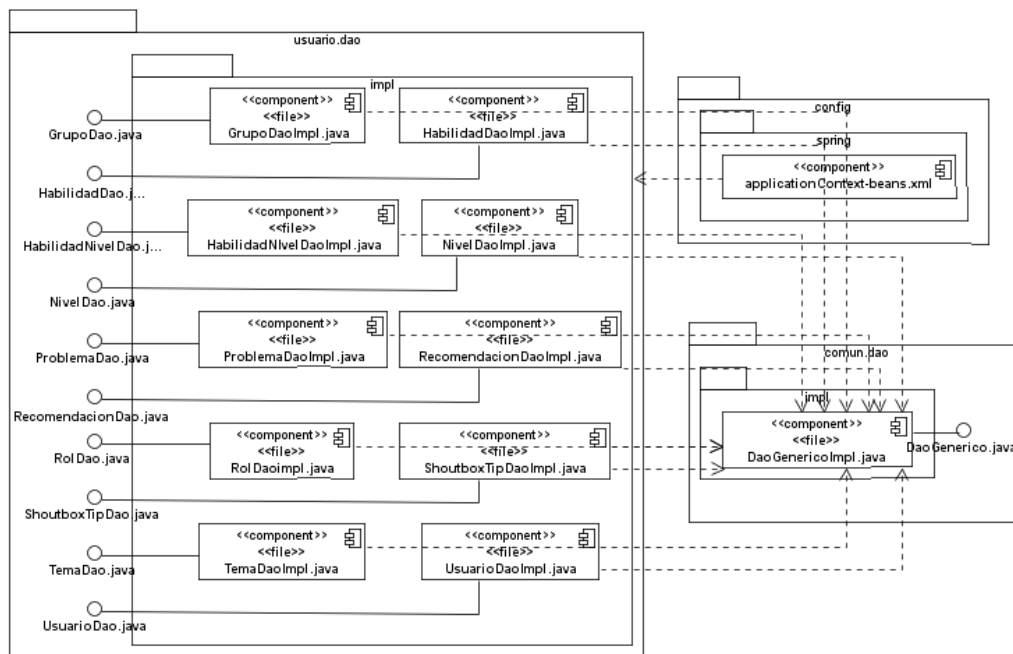 usuario.dao
impl
<<component>>
<<file>>
GrupoDaoImpl.java
<<component>>
<<file>>
HabilidadDaoImpl.java
config
GrupoDao.java
spring
<<component>>
applicationContext-beans.xml
HabilidadDao.j...
<<component>>
<<file>>
HabilidadNIvelDaoImpl.java
<<component>>
<<file>>
NivelDaoImpl.java
HabilidadNivelDao.j...
NivelDao.java
<<component>>
<<file>>
ProblemaDaoImpl.java
<<component>>
<<file>>
RecomendacionDaoImpl.java
ProblemaDao.java
comun.dao
impl
RecomendacionDao.java
<<component>>
<<file>>
DaoGenericoImpl.java
DaoGenerico.java
<<component>>
<<file>>
RolDaoimpl.java
<<component>>
<<file>>
ShoutboxTipDaoImpl.java
RolDao.java
ShoutboxTipDao.java
<<component>>
<<file>>
TemaDaoImpl.java
<<component>>
<<file>>
UsuarioDaoImpl.java
TemaDao.java
UsuarioDao.java